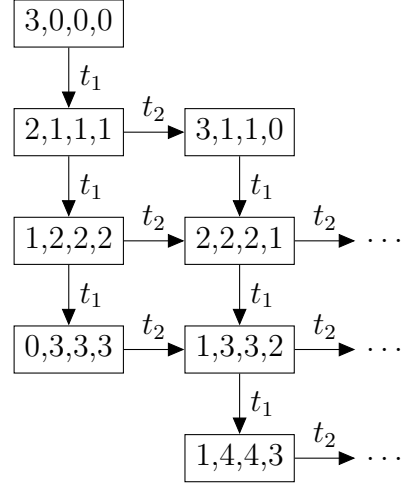 3,0,0,0
t₁
2,1,1,1 t₂ 3,1,1,0
t₁ t₁
1,2,2,2 t₂ 2,2,2,1 t₂ ⋯
t₁ t₁
0,3,3,3 t₂ 1,3,3,2 t₂ ⋯
t₁
1,4,4,3 t₂ ⋯